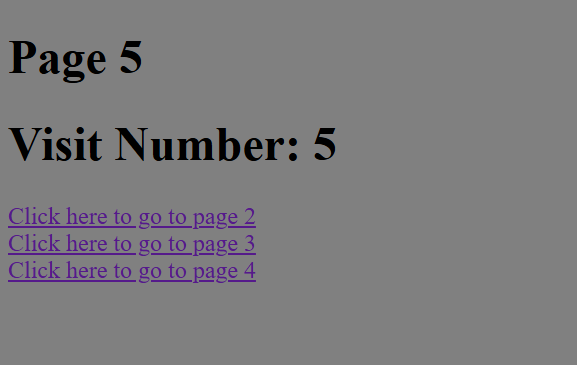 Page 5
Visit Number: 5
Click here to go to page 2
Click here to go to page 3
Click here to go to page 4